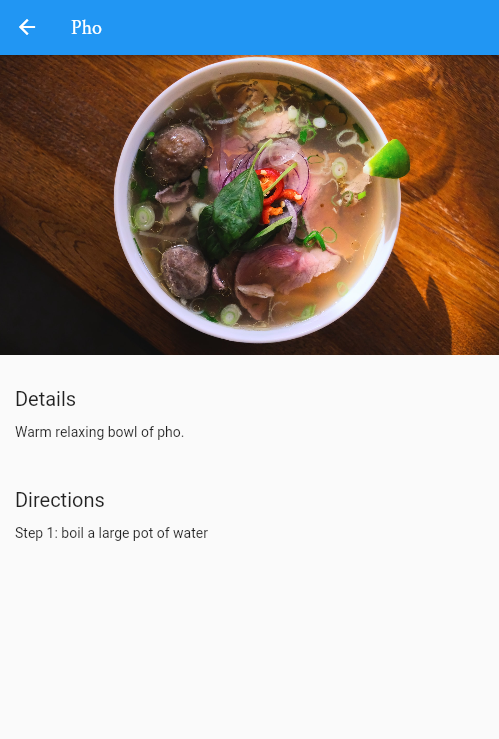 Pho
Details
Warm relaxing bowl of pho.
Directions
Step 1: boil a large pot of water